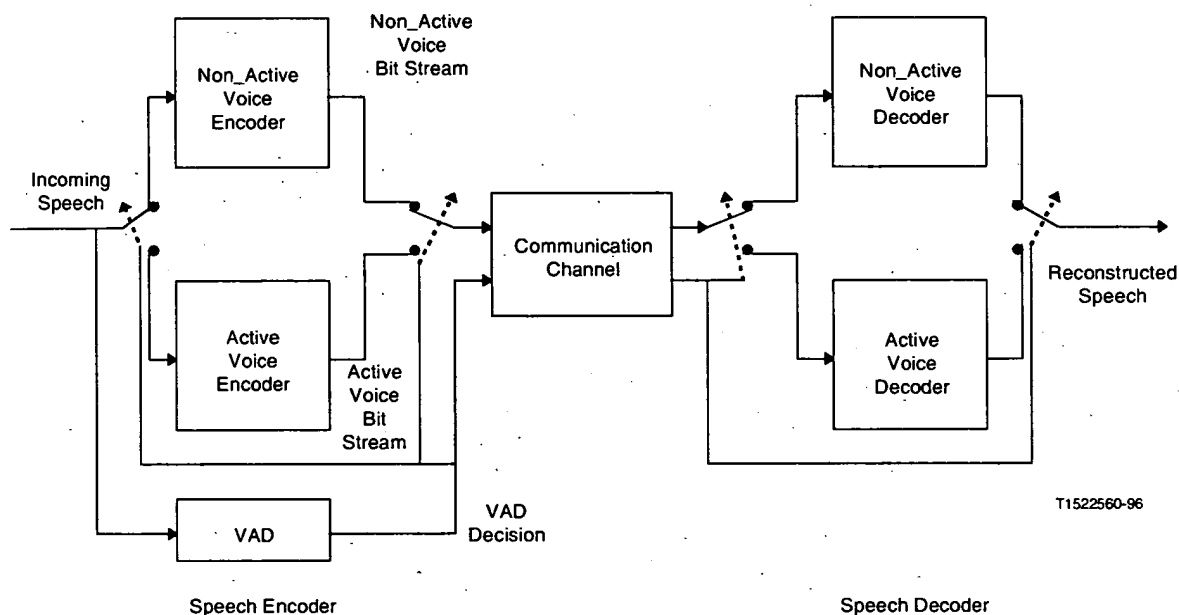 Non_Active
Voice
Bit Stream
Non_Active
Voice
Encoder
Non_Active
Voice
Decoder
Incoming
Speech
Communication
Channel
Reconstructed
Speech
Active
Voice
Encoder
Active
Voice
Bit
Stream
Active
Voice
Decoder
VAD
VAD
Decision
T1522560-96
Speech Encoder
Speech Decoder